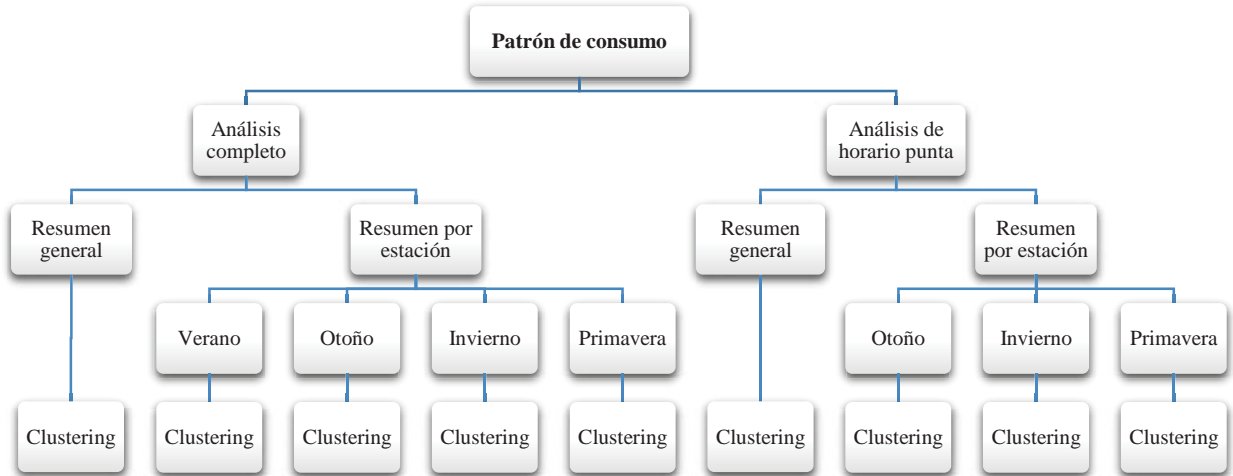 Patrón de consumo
Análisis
completo
Análisis de
horario punta
Resumen
general
Resumen por
estación
Resumen
general
Resumen
por estación
Verano
Otoño
Invierno
Primavera
Otoño
Invierno
Primavera
Clustering
Clustering
Clustering
Clustering
Clustering
Clustering
Clustering
Clustering
Clustering